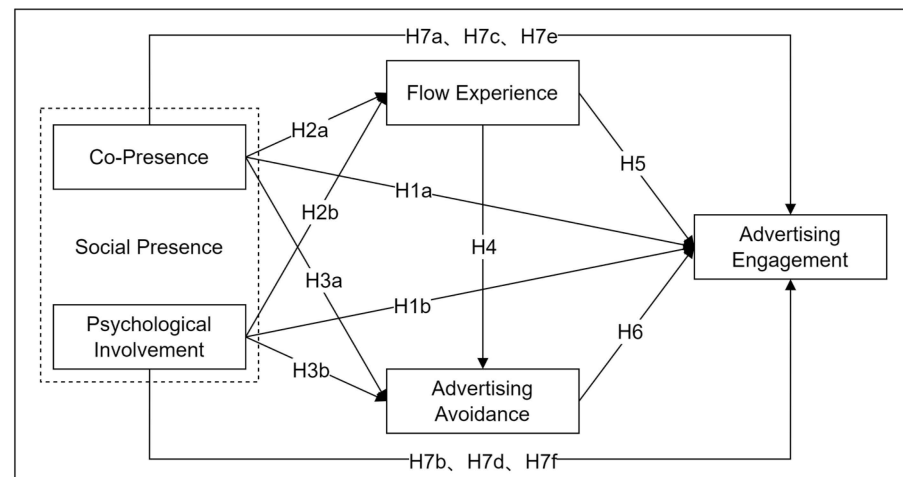 H7a、H7c、H7e
Flow Experience
Co-Presence
H2a
H5
H1a
H2b
Social Presence
H4
Advertising
Engagement
H3a
H1b
Psychological
Involvement
H6
H3b
Advertising
Avoidance
H7b、H7d、H7f